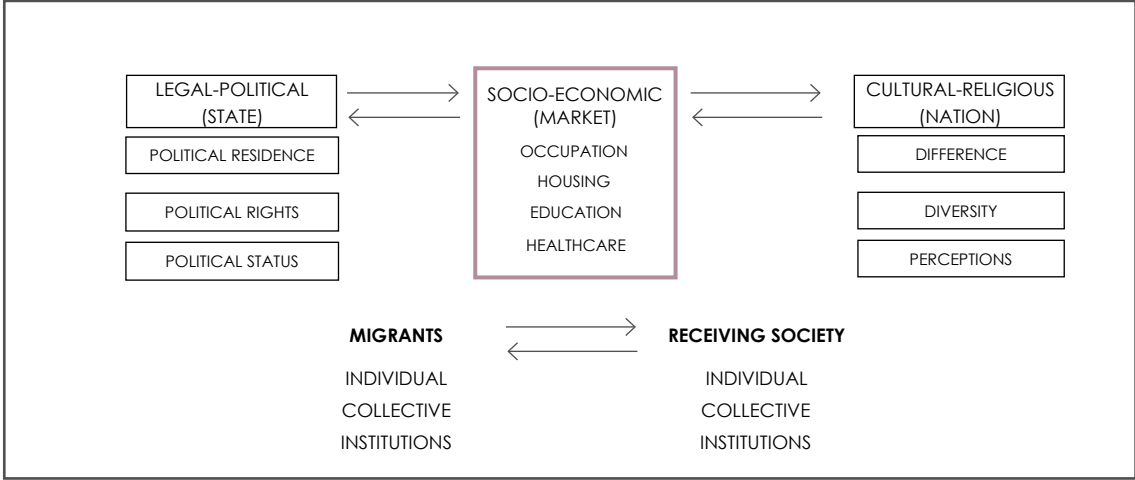 LEGAL-POLITICAL
(STATE)
POLITICAL RESIDENCE
POLITICAL RIGHTS
POLITICAL STATUS
SOCIO-ECONOMIC
(MARKET)
OCCUPATION
HOUSING
EDUCATION
HEALTHCARE
CULTURAL-RELIGIOUS
(NATION)
DIFFERENCE
DIVERSITY
PERCEPTIONS
MIGRANTS
INDIVIDUAL
COLLECTIVE
INSTITUTIONS
RECEIVING SOCIETY
INDIVIDUAL
COLLECTIVE
INSTITUTIONS